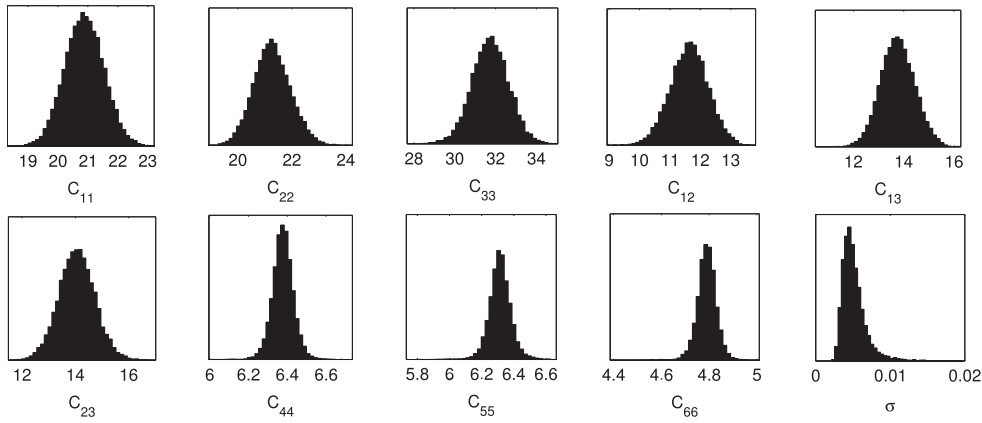 19 20 21 22 23
C11
20 22 24
C22
28 30 32 34
C33
9 10 11 12 13
C12
12 14 16
C13
12 14 16
C23
6 6.2 6.4 6.6
C44
5.8 6 6.2 6.4 6.6
C55
4.4 4.6 4.8 5
C66
0 0.01 0.02
σ